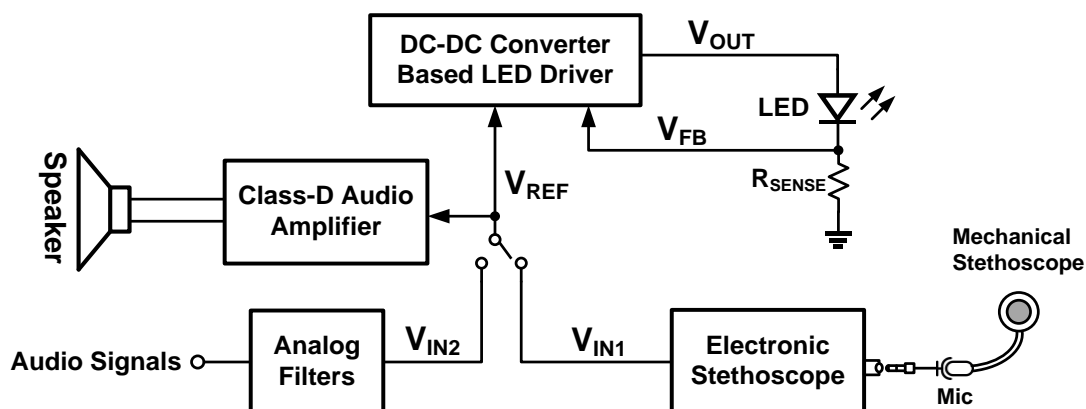 DC-DC Converter
Based LED Driver
VOUT
LED
VFB
RSENSE
Speaker
Class-D Audio
Amplifier
VREF
Mechanical
Stethoscope
Audio Signals
Analog
Filters
VIN2
VIN1
Electronic
Stethoscope
Mic